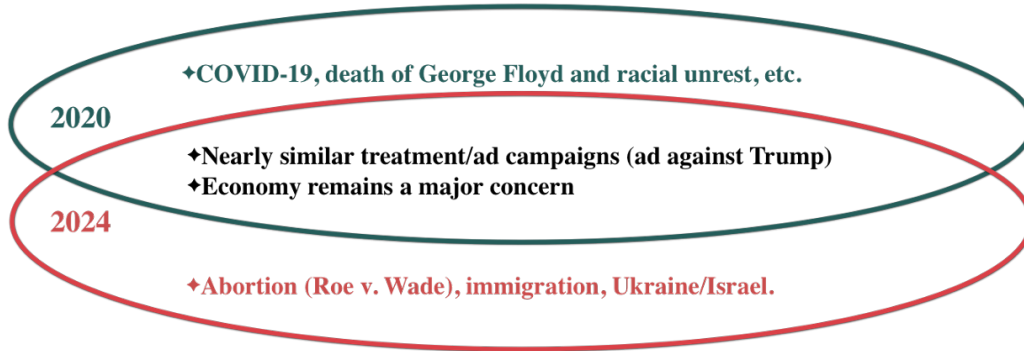 ✦COVID-19, death of George Floyd and racial unrest, etc.
2020
✦Nearly similar treatment/ad campaigns (ad against Trump)
✦Economy remains a major concern
2024
✦Abortion (Roe v. Wade), immigration, Ukraine/Israel.